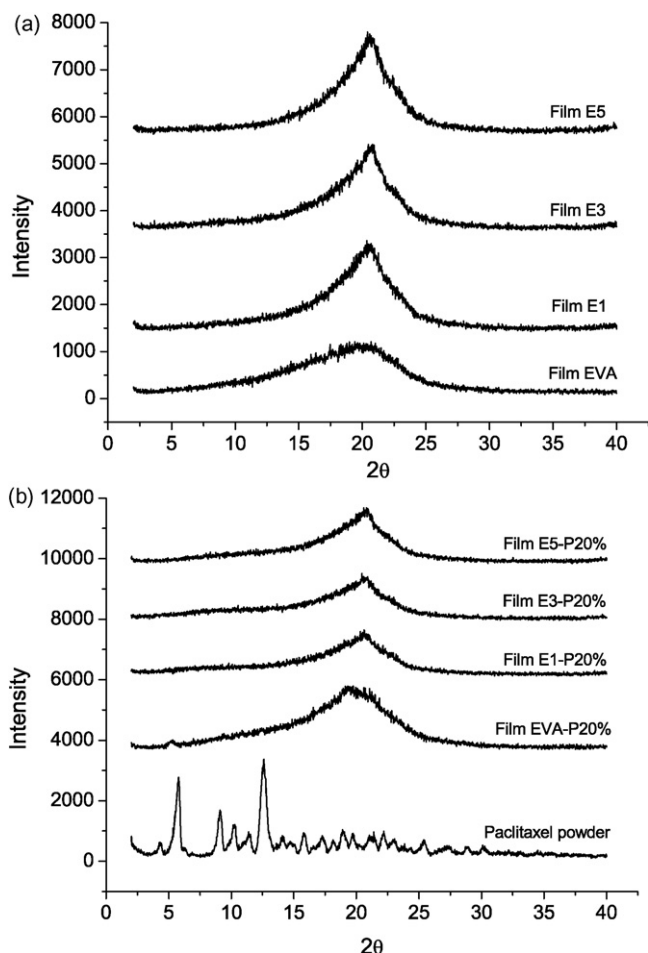 (a)
8000
7000
6000
5000
4000
3000
2000
1000
0
Intensity
Film E5
Film E3
Film E1
Film EVA
0 5 10 15 20 25 30 35 40
2θ
(b)
12000
10000
8000
6000
4000
2000
0
Intensity
Film E5-P20%
Film E3-P20%
Film E1-P20%
Film EVA-P20%
Paclitaxel powder
0 5 10 15 20 25 30 35 40
2θ